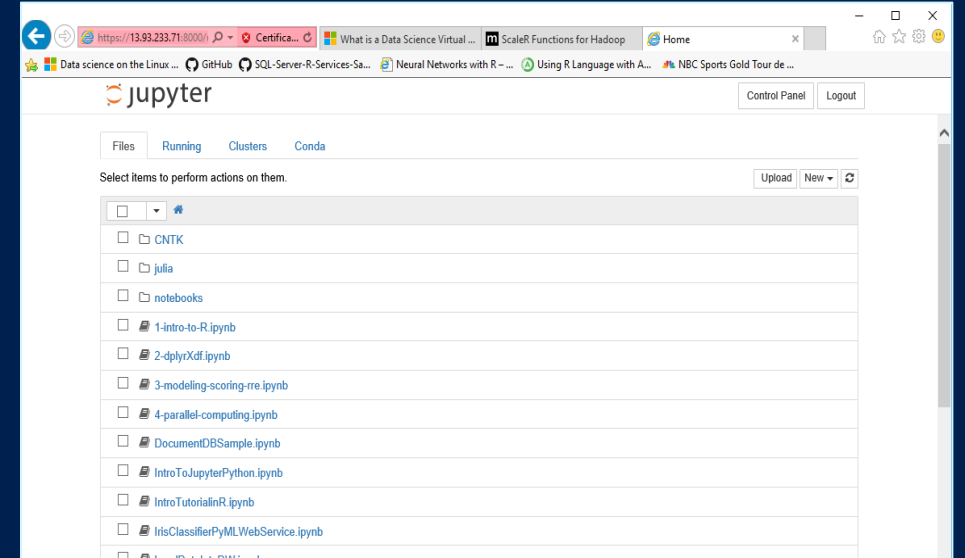 https://13.93.233.71:8000/ Certifica... What is a Data Science Virtual ... m ScaleR Functions for Hadoop Home
Data science on the Linux ... GitHub SQL-Server-R-Services-Sa... Neural Networks with R – ... Using R Language with A... NBC Sports Gold Tour de ...
jupyter Control Panel Logout
Files Running Clusters Conda
Select items to perform actions on them. Upload New
CNTK
julia
notebooks
1-intro-to-R.ipynb
2-dplyrXdf.ipynb
3-modeling-scoring-rre.ipynb
4-parallel-computing.ipynb
DocumentDBSample.ipynb
IntroToJupyterPython.ipynb
IntroTutorialinR.ipynb
IrisClassifierPyMLWebService.ipynb